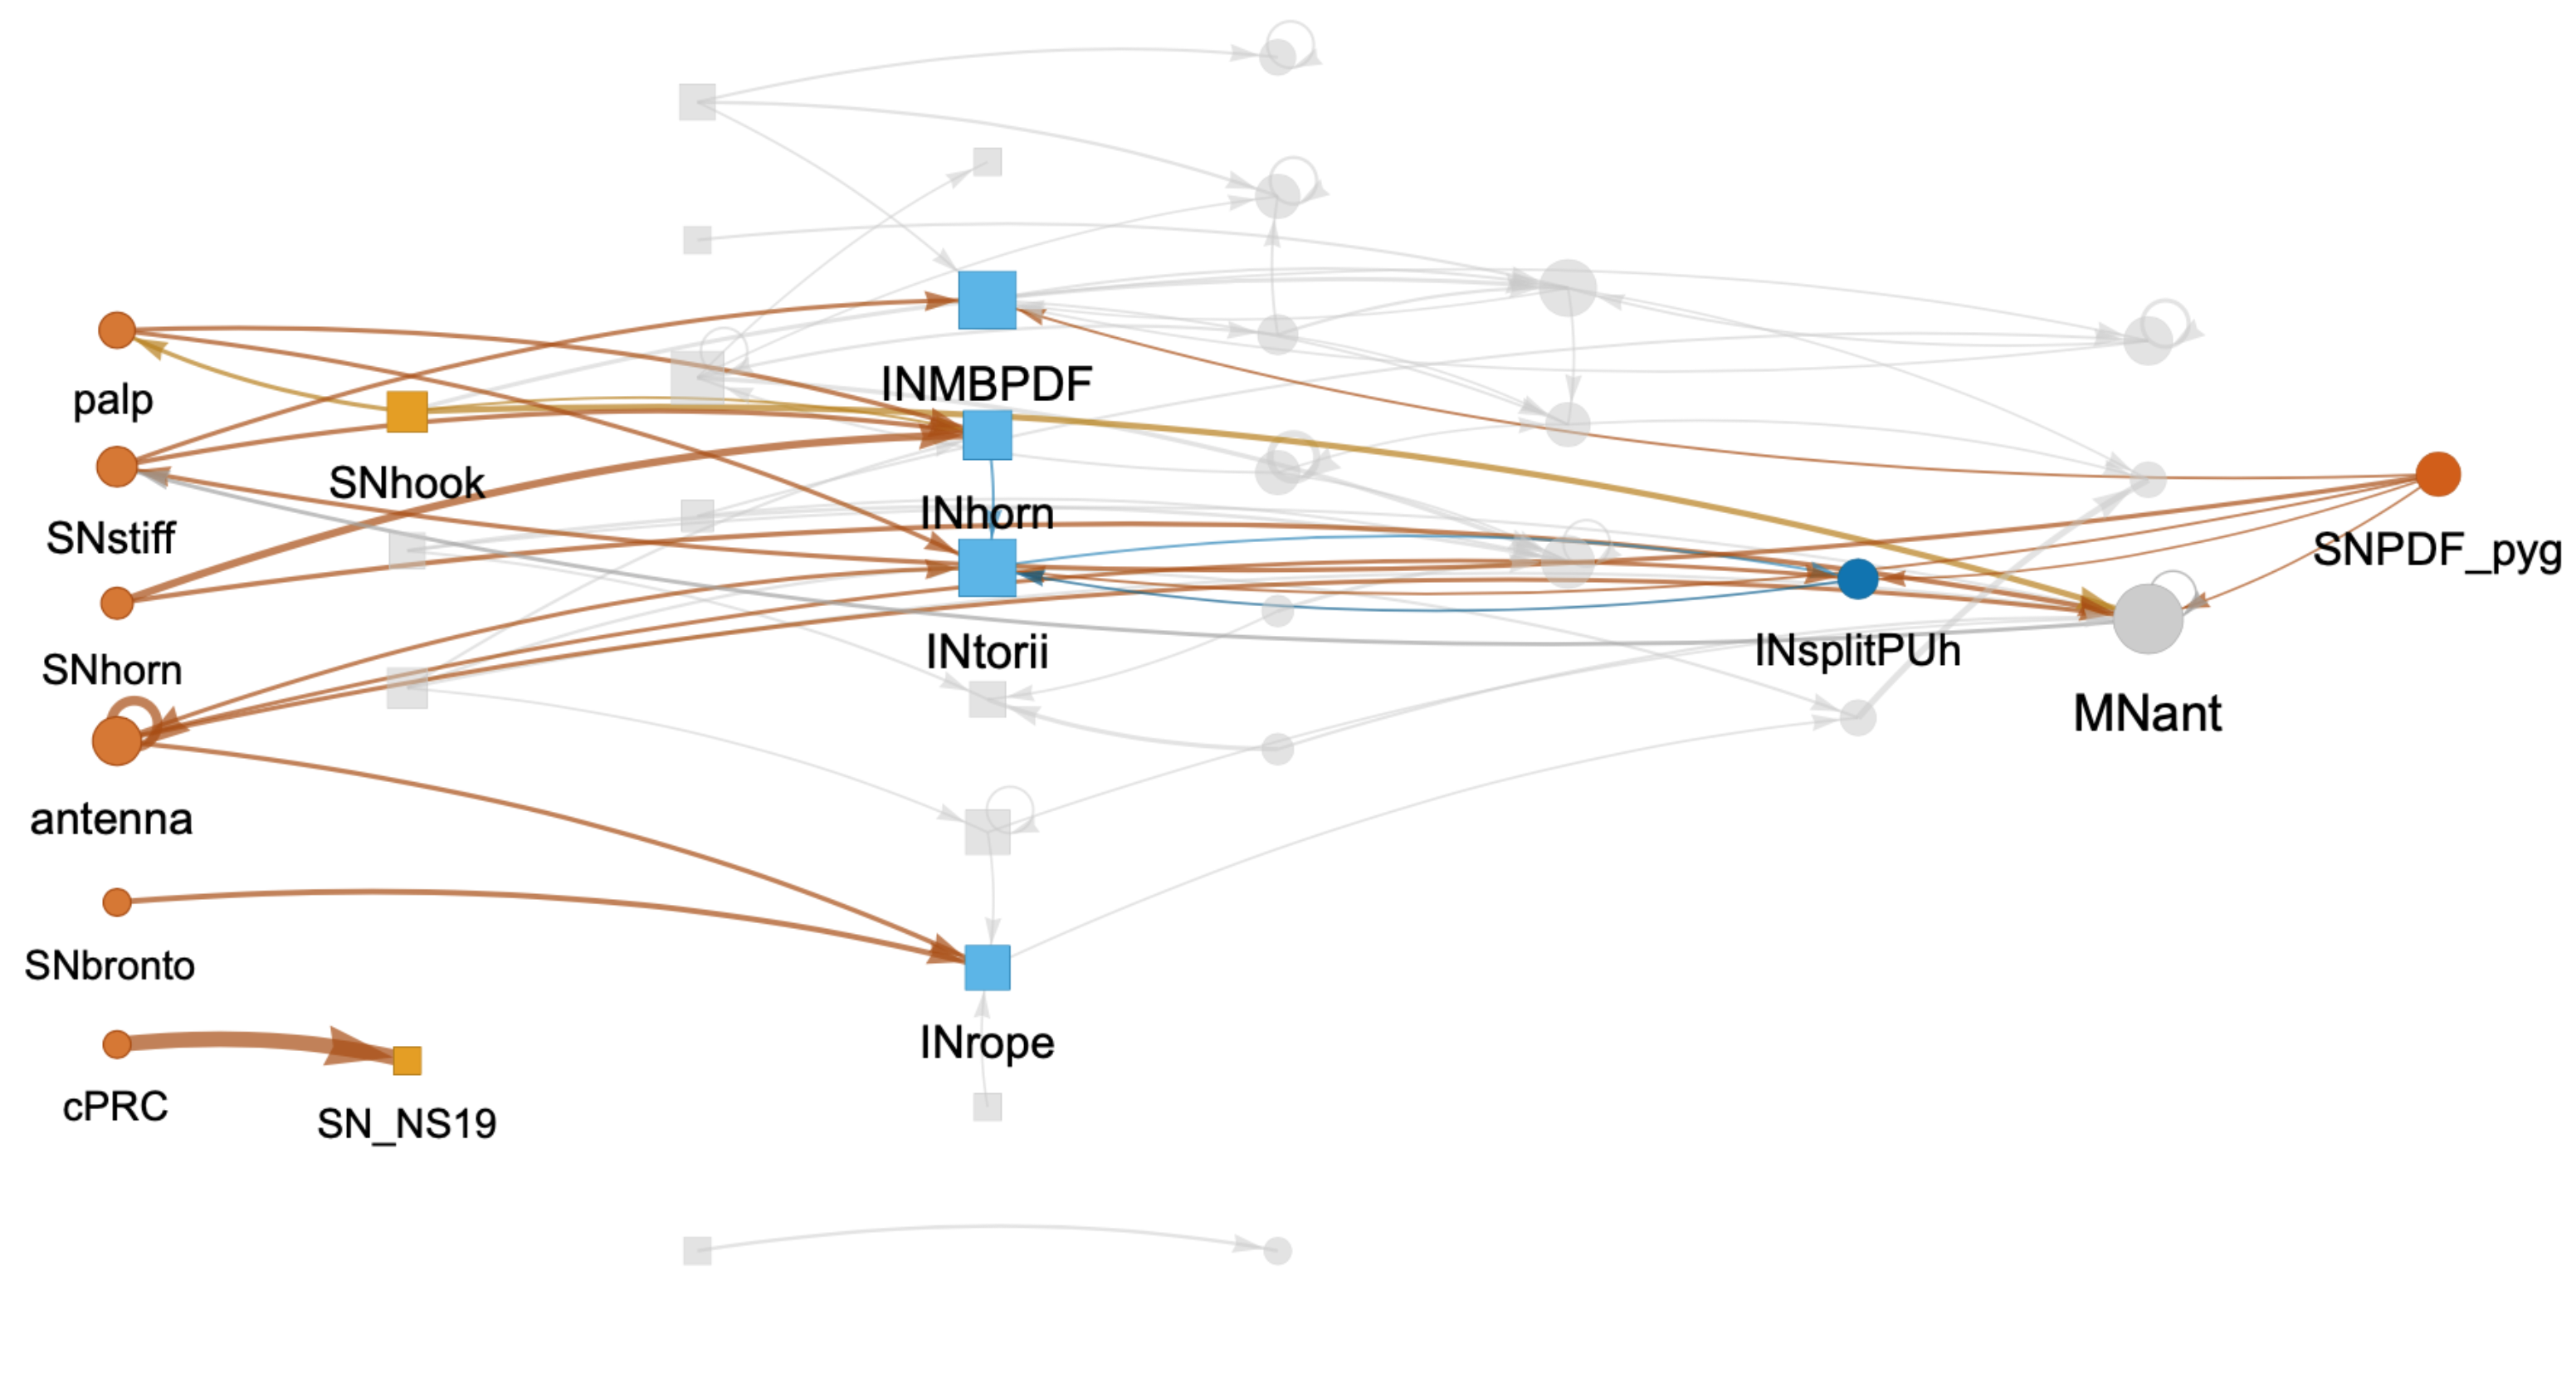 palp
SNstiff
SNhorn
antenna
SNbronto
cPRC
SNhook
SN_NS19
INMBPDF
INhorn
INtorii
INrope
INsplitPUh
MNant
SNPDF_pyg